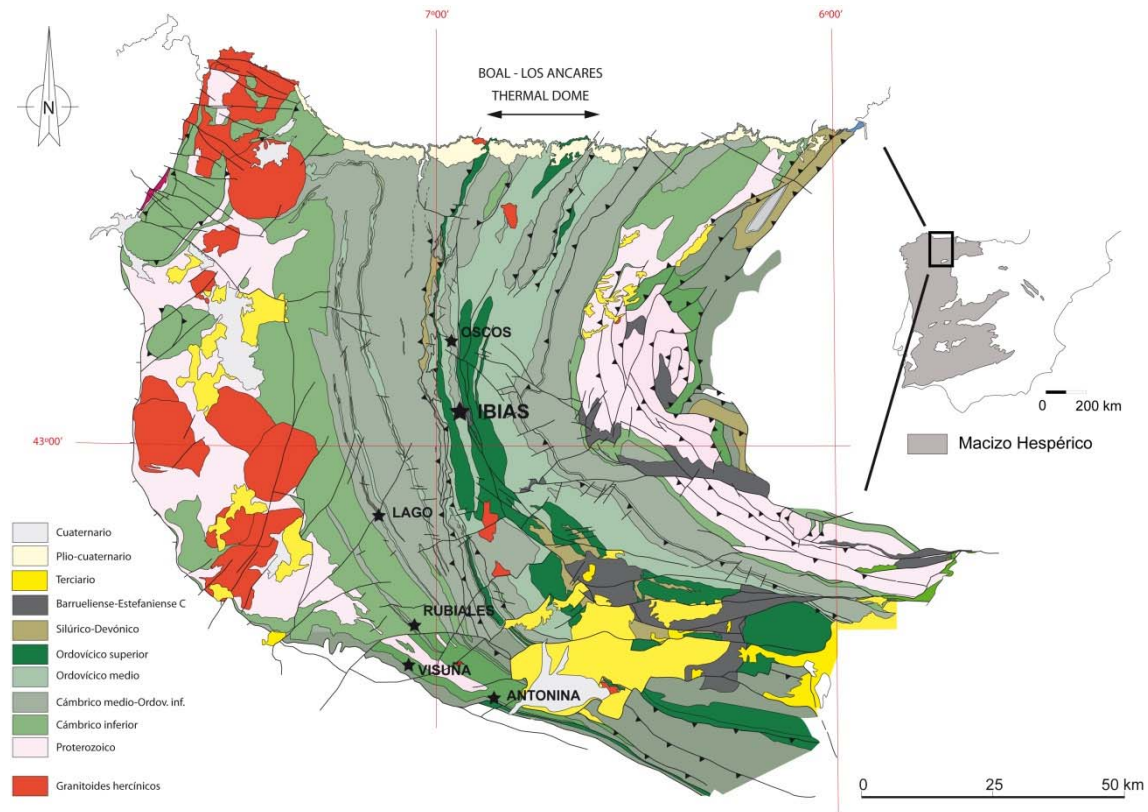 7º00'
6º00'
BOAL - LOS ANCARES
THERMAL DOME
N
OSCOS
IBIAS
43º00'
0 200 km
Macizo Hespérico
LAGO
RUBIALES
VISUÑA
ANTONINA
Cuaternario
Plio-cuaternario
Terciario
Barrueliense-Estefaniense C
Silúrico-Devónico
Ordovícico superior
Ordovícico medio
Cámbrico medio-Ordov. inf.
Cámbrico inferior
Proterozoico
Granitoides hercínicos
0 25 50 km